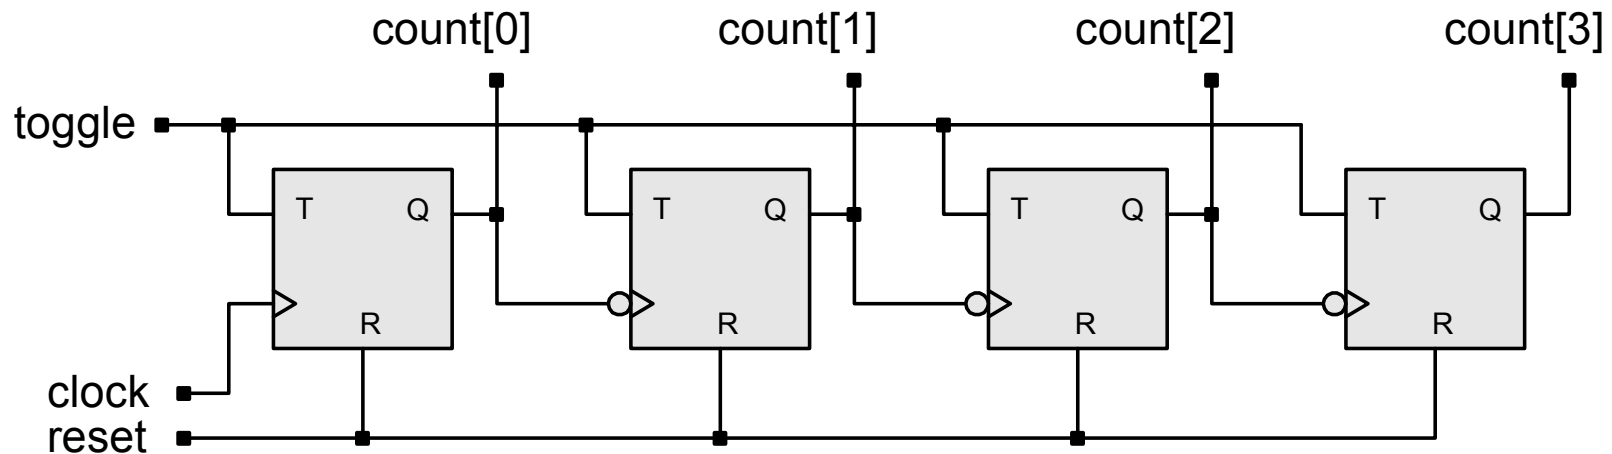 count[0] count[1] count[2] count[3]
toggle
T Q T Q T Q T Q
R R R R
clock
reset